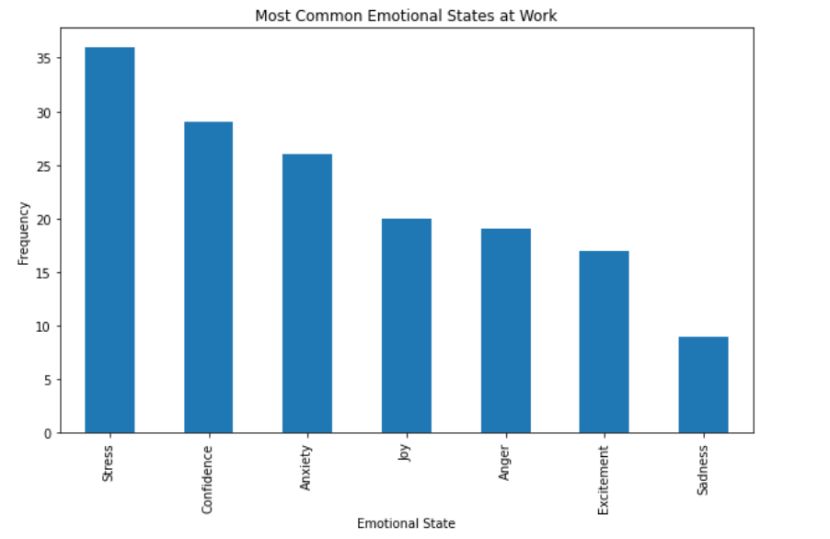 Most Common Emotional States at Work
35
30
25
20
15
10
5
0
Frequency
Stress
Confidence
Anxiety
Joy
Anger
Excitement
Sadness
Emotional State